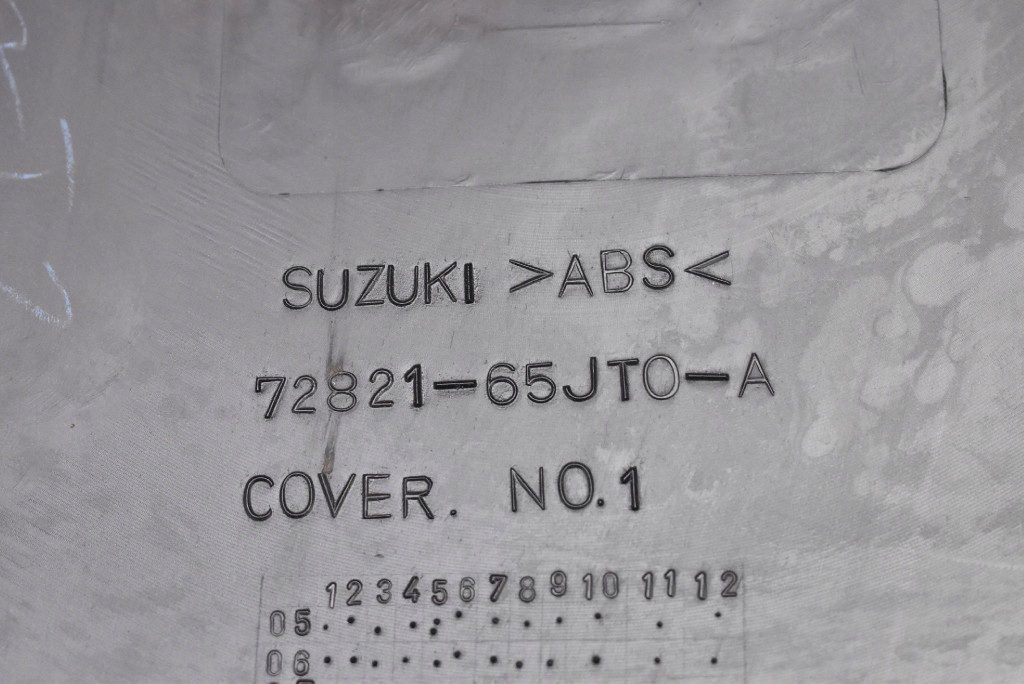 SUZUKI >ABS<
72821-65JT0-A
COVER. NO.1
1 2 3 4 5 6 7 8 9 10 11 12
05
06